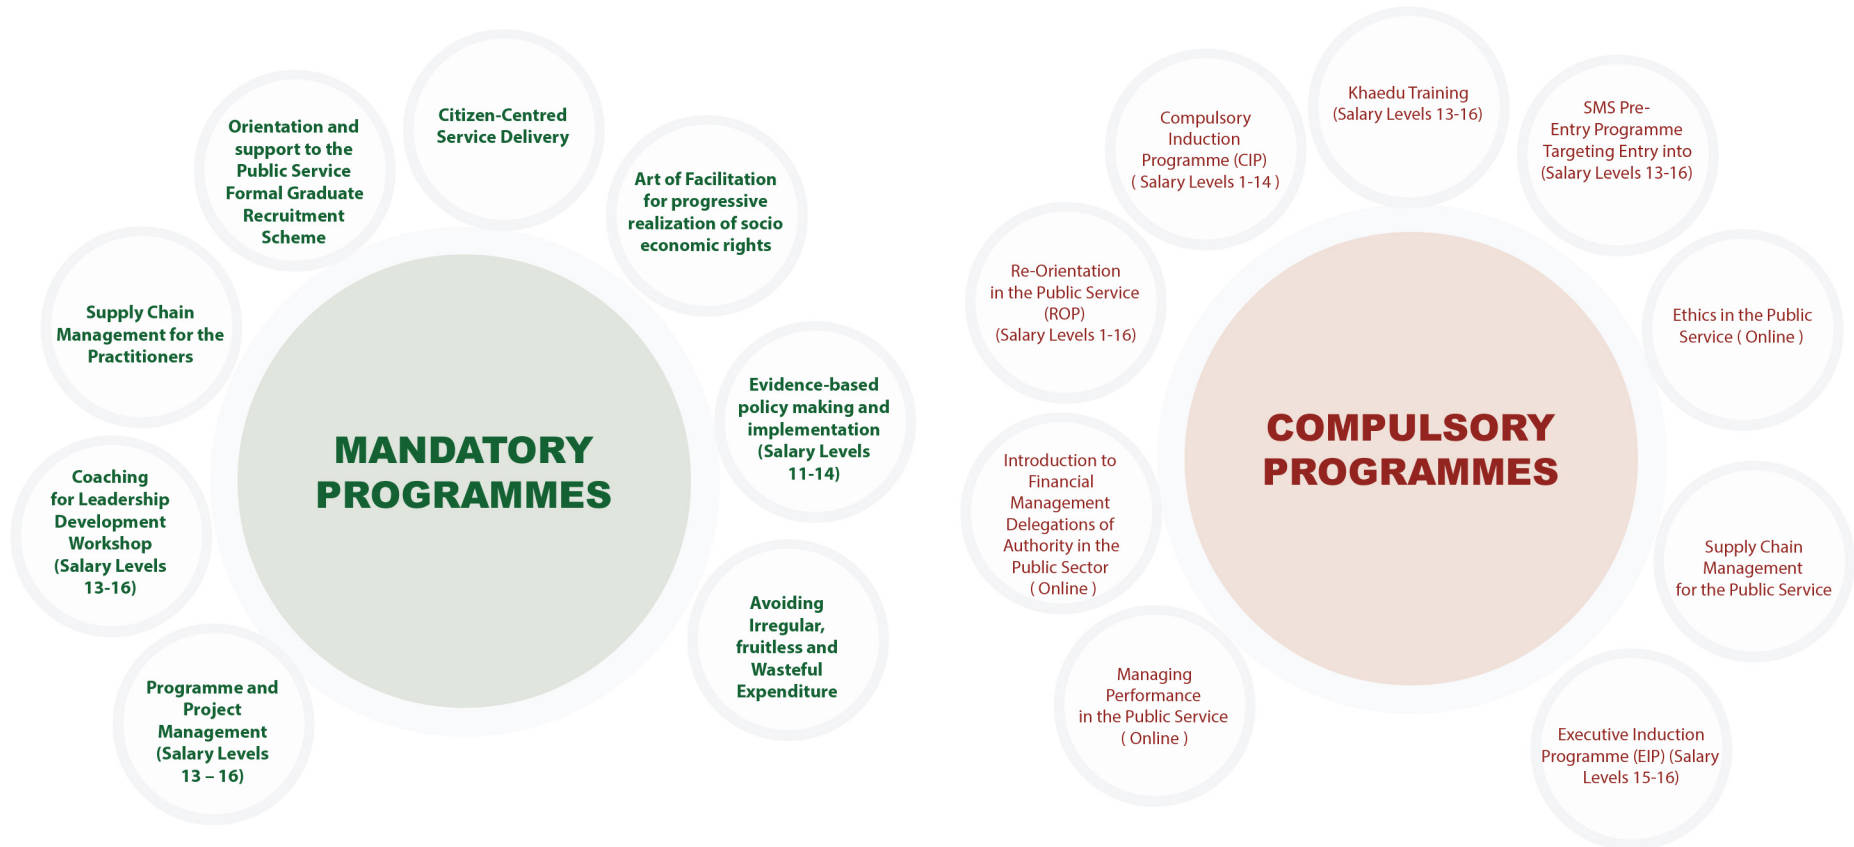 MANDATORY
PROGRAMMES
Citizen-Centred
Service Delivery
Art of Facilitation
for progressive
realization of socio
economic rights
Evidence-based
policy making and
implementation
(Salary Levels
11-14)
Avoiding
Irregular,
fruitless and
Wasteful
Expenditure
Programme and
Project
Management
(Salary Levels
13 – 16)
Coaching
for Leadership
Development
Workshop
(Salary Levels
13-16)
Supply Chain
Management for the
Practitioners
Orientation and
support to the
Public Service
Formal Graduate
Recruitment
Scheme
COMPULSORY
PROGRAMMES
Khaedu Training
(Salary Levels 13-16)
SMS Pre-
Entry Programme
Targeting Entry into
(Salary Levels 13-16)
Ethics in the Public
Service ( Online )
Supply Chain
Management
for the Public Service
Executive Induction
Programme (EIP) (Salary
Levels 15-16)
Managing
Performance
in the Public Service
( Online )
Introduction to
Financial
Management
Delegations of
Authority in the
Public Sector
( Online )
Re-Orientation
in the Public Service
(ROP)
(Salary Levels 1-16)
Compulsory
Induction
Programme (CIP)
( Salary Levels 1-14 )